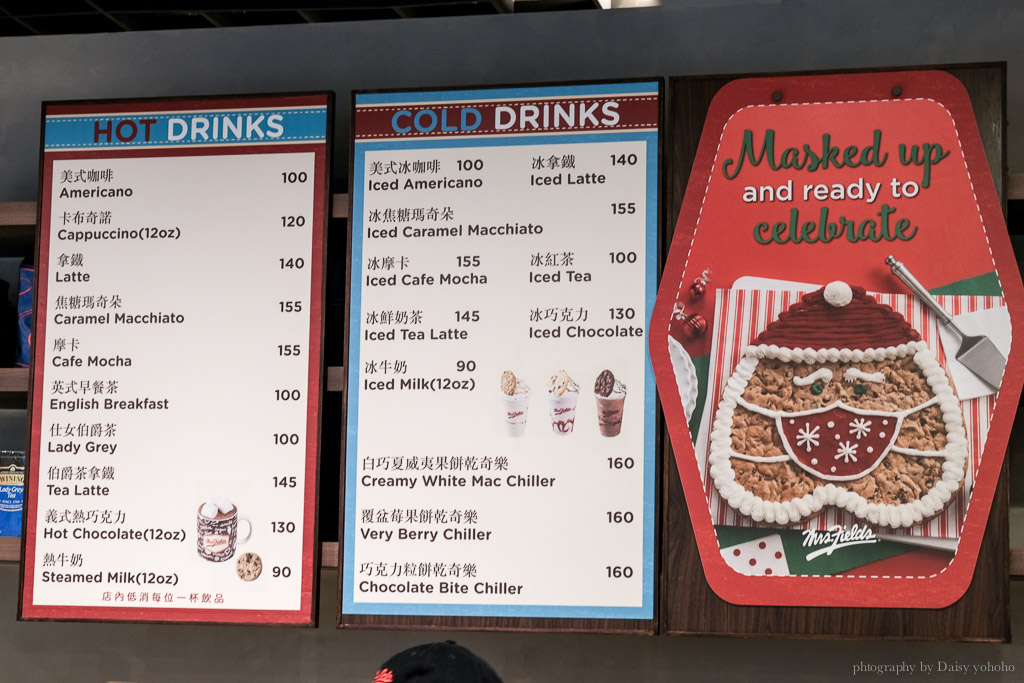 HOT DRINKS
美式咖啡
Americano 100
卡布奇諾
Cappuccino(12oz) 120
拿鐵
Latte 140
焦糖瑪奇朵
Caramel Macchiato 155
摩卡
Cafe Mocha 155
英式早餐茶
English Breakfast 100
仕女伯爵茶
Lady Grey 100
伯爵茶拿鐵
Tea Latte 145
義式熱巧克力
Hot Chocolate(12oz) 130
熱牛奶
Steamed Milk(12oz) 90
店內低消每位一杯飲品
COLD DRINKS
美式冰咖啡 100
Iced Americano
冰拿鐵 140
Iced Latte
冰焦糖瑪奇朵 155
Iced Caramel Macchiato
冰摩卡 155
Iced Cafe Mocha
冰紅茶 100
Iced Tea
冰鮮奶茶 145
Iced Tea Latte
冰巧克力 130
Iced Chocolate
冰牛奶 90
Iced Milk(12oz)
白巧夏威夷果餅乾奇樂 160
Creamy White Mac Chiller
覆盆莓果餅乾奇樂 160
Very Berry Chiller
巧克力粒餅乾奇樂 160
Chocolate Bite Chiller
Masked up
and ready to
celebrate
Mrs. Fields
TWININGS
Lady Grey
Tea
phtography by Daisy yohoho